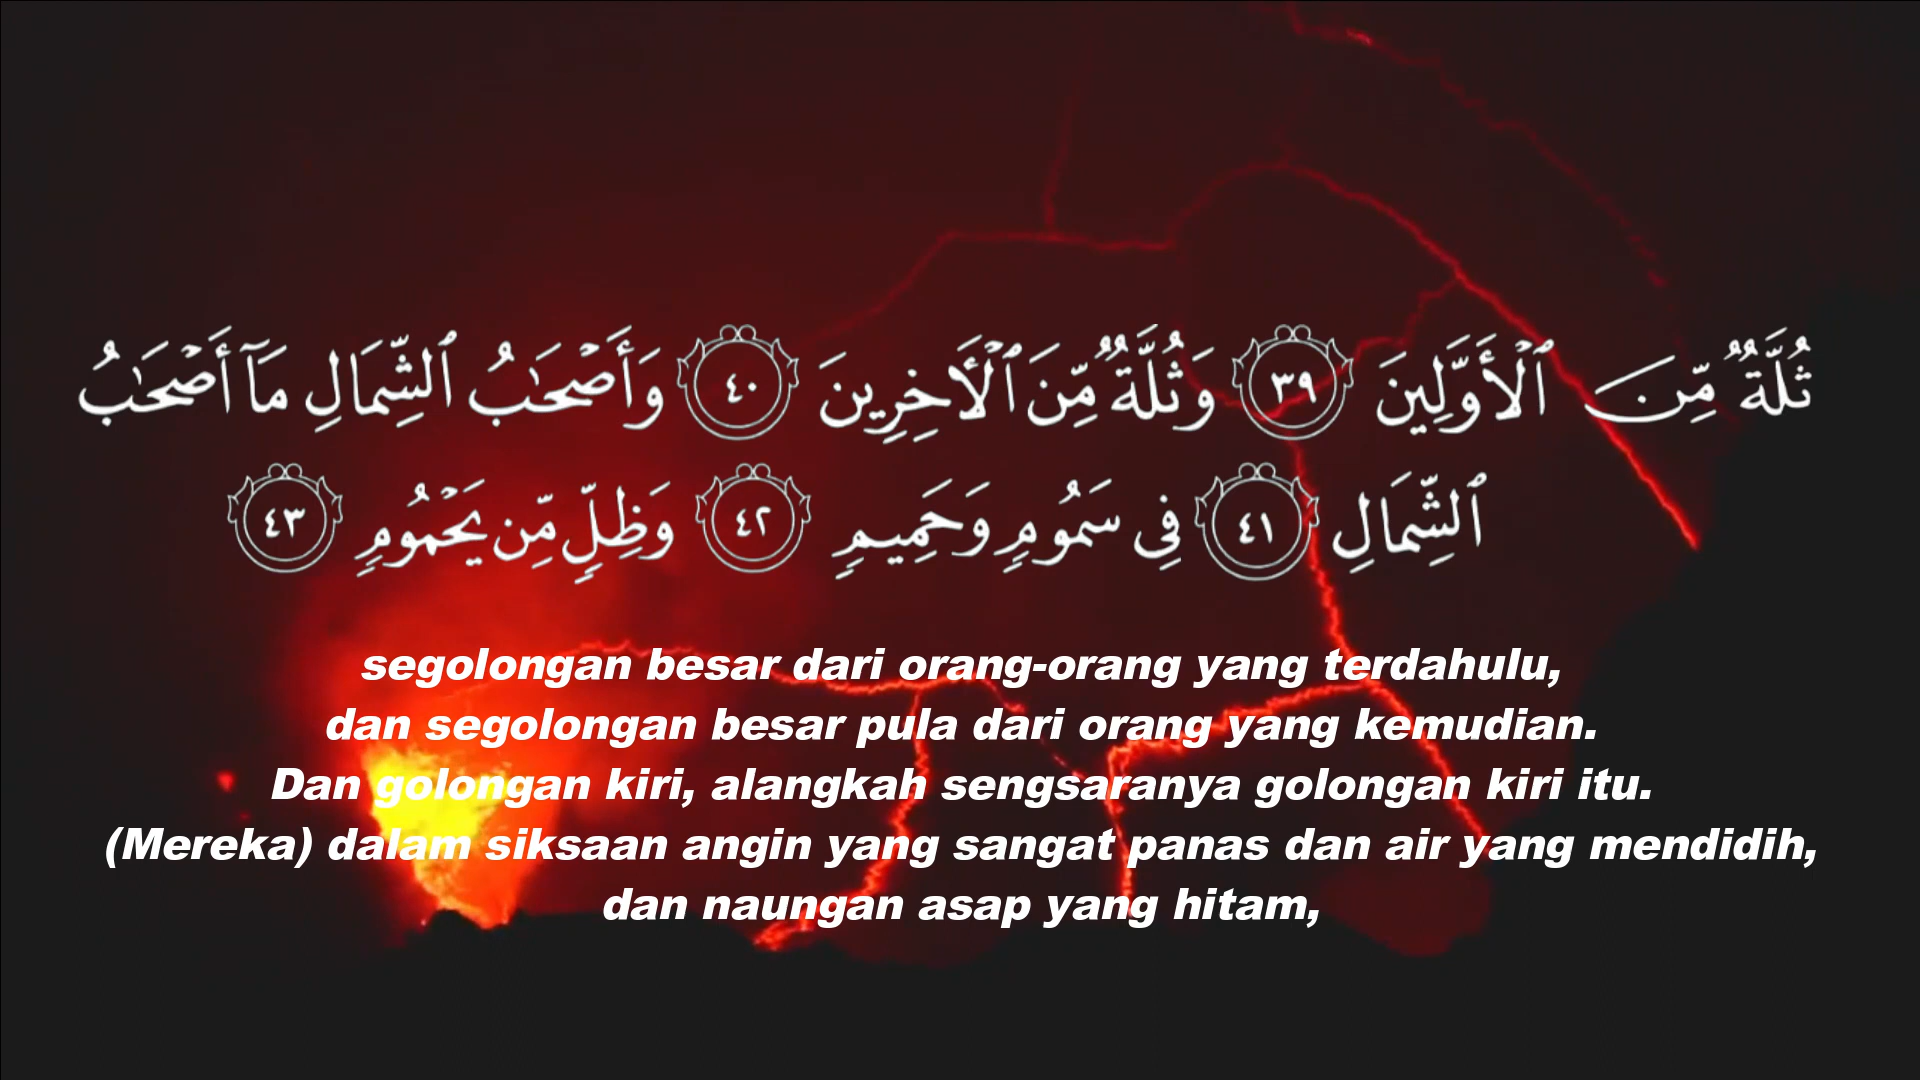 ثُلَّةٌ مِّنَ ٱلْأَوَّلِينَ ٣٩ وَثُلَّةٌ مِّنَ ٱلْأَخِرِينَ ٤٠ وَأَصْحَٰبُ ٱلشِّمَالِ مَآ أَصْحَٰبُ
ٱلشِّمَالِ ٤١ فِى سَمُومٍ وَحَمِيمٍ ٤٢ وَظِلٍّ مِّن يَحْمُومٍ ٤٣
segolongan besar dari orang-orang yang terdahulu,
dan segolongan besar pula dari orang yang kemudian.
Dan golongan kiri, alangkah sengsaranya golongan kiri itu.
(Mereka) dalam siksaan angin yang sangat panas dan air yang mendidih,
dan naungan asap yang hitam,